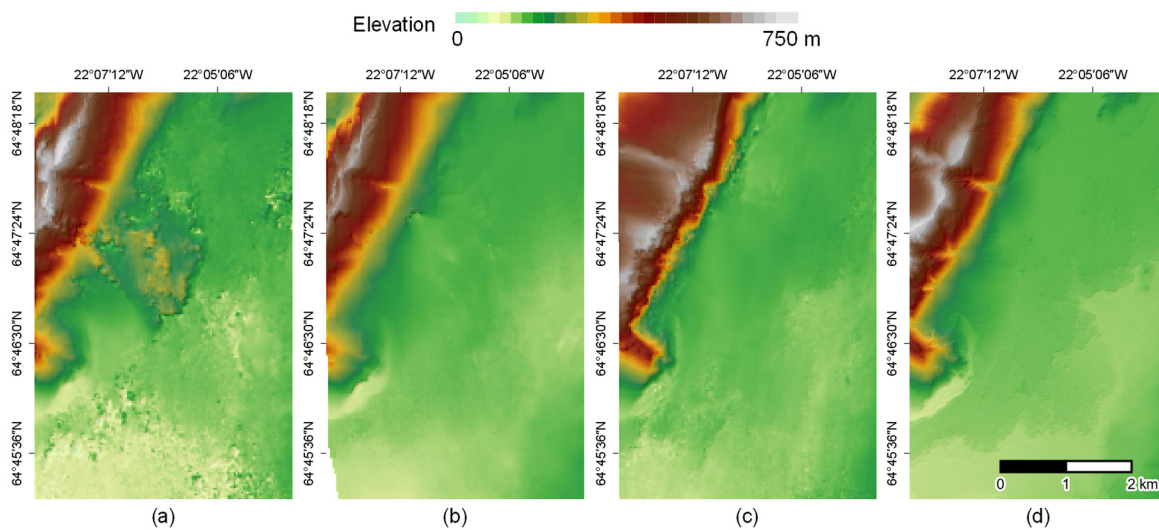 Elevation
0 750 m
22°07'12"W 22°05'06"W 22°07'12"W 22°05'06"W 22°07'12"W 22°05'06"W 22°07'12"W 22°05'06"W
64°48'18"N 64°48'18"N 64°48'18"N 64°48'18"N
64°47'24"N 64°47'24"N 64°47'24"N 64°47'24"N
64°46'30"N 64°46'30"N 64°46'30"N 64°46'30"N
64°45'36"N 64°45'36"N 64°45'36"N 64°45'36"N
0 1 2 km
(a) (b) (c) (d)